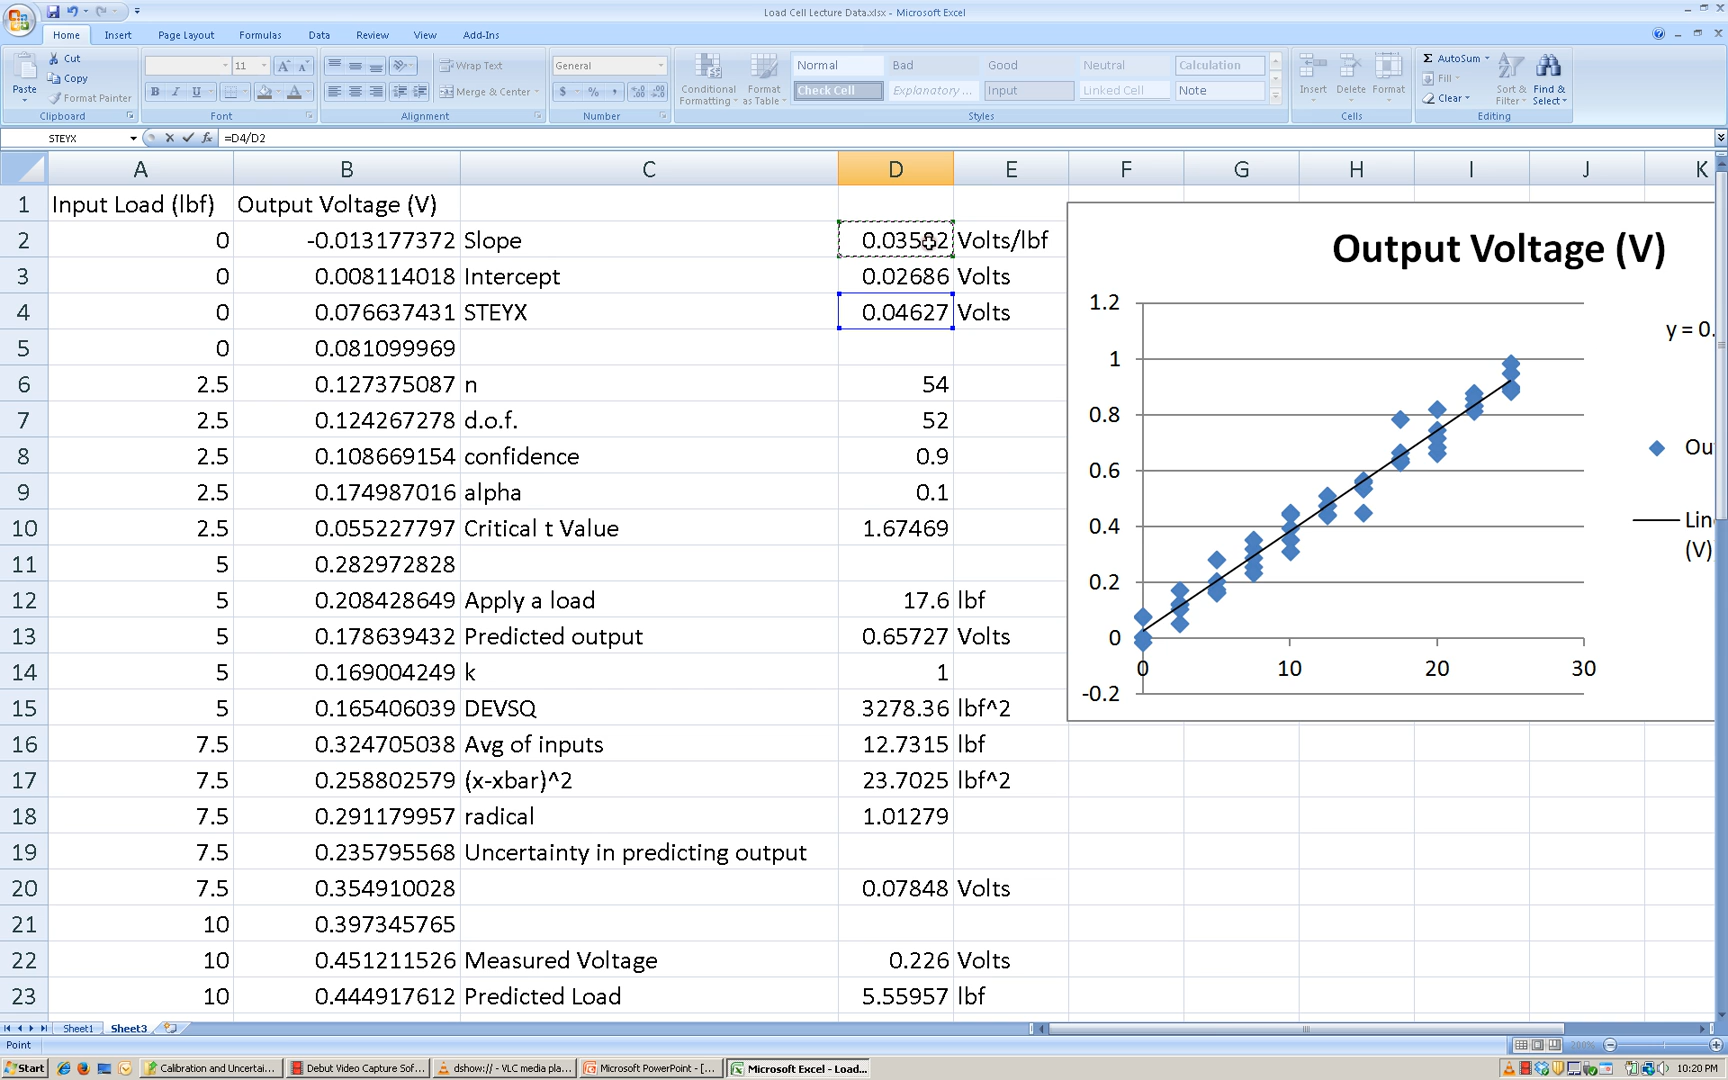 Load Cell Lecture Data.xlsx - Microsoft Excel
Home Insert Page Layout Formulas Data Review View Add-Ins
Paste Cut Copy Format Painter Clipboard
11 B I U Font
Wrap Text Merge & Center Alignment
General $ % , Number
Conditional Formatting Format as Table
Normal Bad Good Neutral Calculation
Check Cell Explanatory ... Input Linked Cell Note
Styles
Insert Delete Format Cells
AutoSum Fill Clear Sort & Filter Find & Select Editing
STEYX fx =D4/D2
A B C D E F G H I J K
1 Input Load (lbf) Output Voltage (V)
2 0 -0.013177372 Slope 0.03582 Volts/lbf
3 0 0.008114018 Intercept 0.02686 Volts
4 0 0.076637431 STEYX 0.04627 Volts
5 0 0.081099969
6 2.5 0.127375087 n 54
7 2.5 0.124267278 d.o.f. 52
8 2.5 0.108669154 confidence 0.9
9 2.5 0.174987016 alpha 0.1
10 2.5 0.055227797 Critical t Value 1.67469
11 5 0.282972828
12 5 0.208428649 Apply a load 17.6 lbf
13 5 0.178639432 Predicted output 0.65727 Volts
14 5 0.169004249 k 1
15 5 0.165406039 DEVSQ 3278.36 lbf^2
16 7.5 0.324705038 Avg of inputs 12.7315 lbf
17 7.5 0.258802579 (x-xbar)^2 23.7025 lbf^2
18 7.5 0.291179957 radical 1.01279
19 7.5 0.235795568 Uncertainty in predicting output
20 7.5 0.354910028 0.07848 Volts
21 10 0.397345765
22 10 0.451211526 Measured Voltage 0.226 Volts
23 10 0.444917612 Predicted Load 5.55957 lbf
Output Voltage (V)
1.2
1
0.8
0.6
0.4
0.2
0
-0.2
0 10 20 30
y = 0.
Ou
Lin
(V)
Sheet1 Sheet3
Point 200%
Start Calibration and Uncertai... Debut Video Capture Sof... dshow:// - VLC media pla... Microsoft PowerPoint - [... Microsoft Excel - Load... 10:20 PM